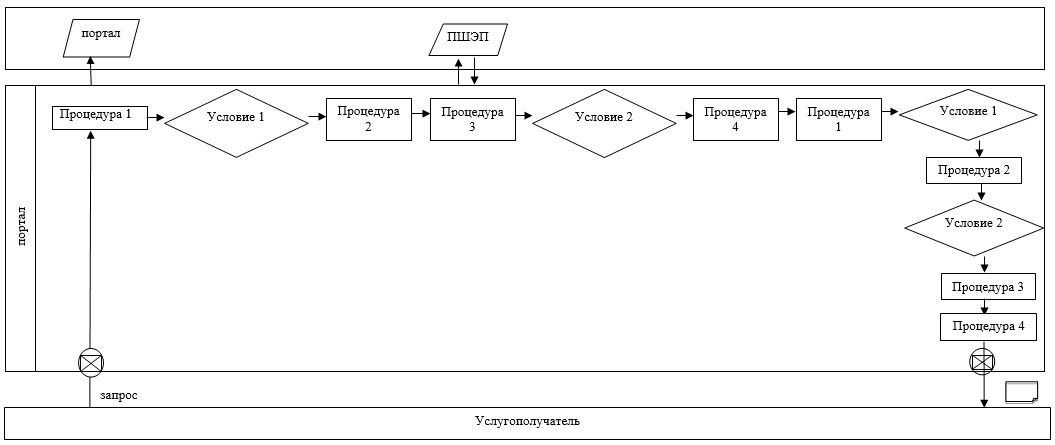 портал
ПШЭП
портал
Процедура 1
Условие 1
Процедура
2
Процедура
3
Условие 2
Процедура
4
Процедура
1
Условие 1
Процедура 2
Условие 2
Процедура 3
Процедура 4
запрос
Услугополучатель